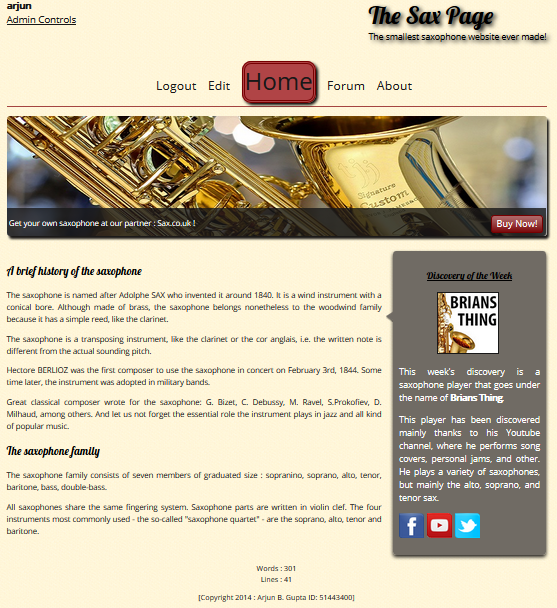 arjun
Admin Controls
The Sax Page
The smallest saxophone website ever made!
Logout Edit Home Forum About
Signature
Custom
Get your own saxophone at our partner : Sax.co.uk !
Buy Now!
A brief history of the saxophone
The saxophone is named after Adolphe SAX who invented it around 1840. It is a wind instrument with a
conical bore. Although made of brass, the saxophone belongs nonetheless to the woodwind family
because it has a simple reed, like the clarinet.
The saxophone is a transposing instrument, like the clarinet or the cor anglais, i.e. the written note is
different from the actual sounding pitch.
Hectore BERLIOZ was the first composer to use the saxophone in concert on February 3rd, 1844. Some
time later, the instrument was adopted in military bands.
Great classical composer wrote for the saxophone: G. Bizet, C. Debussy, M. Ravel, S.Prokofiev, D.
Milhaud, among others. And let us not forget the essential role the instrument plays in jazz and all kind
of popular music.
The saxophone family
The saxophone family consists of seven members of graduated size : sopranino, soprano, alto, tenor,
baritone, bass, double-bass.
All saxophones share the same fingering system. Saxophone parts are written in violin clef. The four
instruments most commonly used - the so-called "saxophone quartet" - are the soprano, alto, tenor and
baritone.
Discovery of the Week
BRIANS
THING
This week's discovery is a
saxophone player that goes under
the name of Brians Thing.
This player has been discovered
mainly thanks to his Youtube
channel, where he performs song
covers, personal jams, and other.
He plays a variety of saxophones,
but mainly the alto, soprano, and
tenor sax.
Words : 301
Lines : 41
[Copyright 2014 : Arjun B. Gupta ID: 51443400]